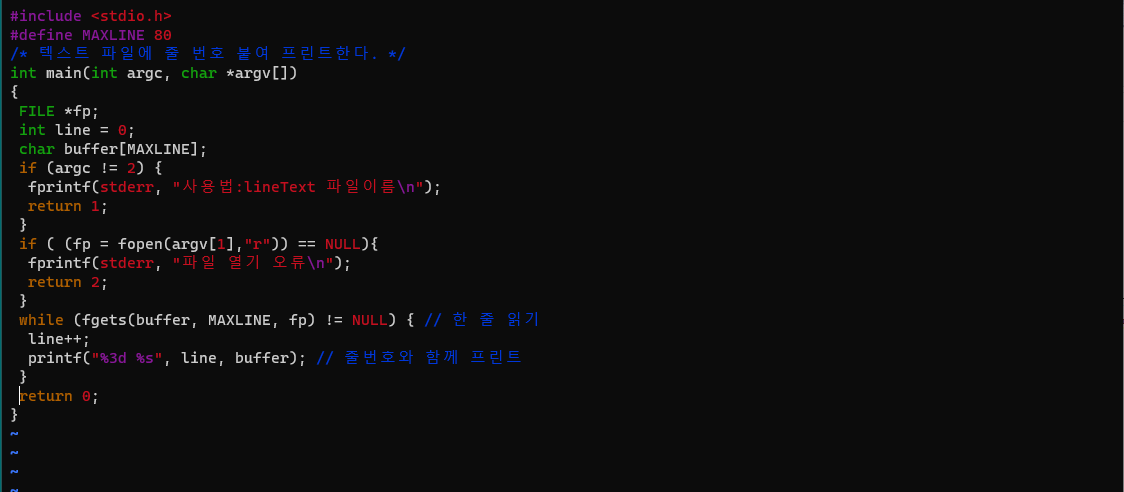 #include <stdio.h>
#define MAXLINE 80
/* 텍스트 파일에 줄 번호 붙여 프린트한다. */
int main(int argc, char *argv[])
{
 FILE *fp;
 int line = 0;
 char buffer[MAXLINE];
 if (argc != 2) {
  fprintf(stderr, "사용법:lineText 파일이름\n");
  return 1;
 }
 if ( (fp = fopen(argv[1],"r")) == NULL){
  fprintf(stderr, "파일 열기 오류\n");
  return 2;
 }
 while (fgets(buffer, MAXLINE, fp) != NULL) { // 한 줄 읽기
  line++;
  printf("%3d %s", line, buffer); // 줄번호와 함께 프린트
 }
 return 0;
}
~
~
~
~